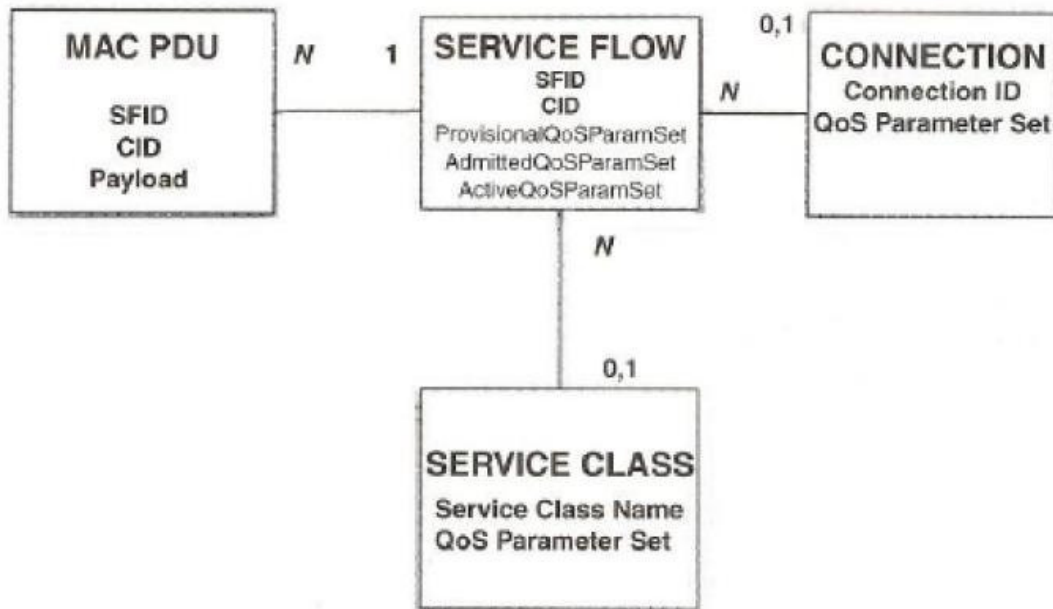 MAC PDU
SFID
CID
Payload
N
1
SERVICE FLOW
SFID
CID
ProvisionalQoSParamSet
AdmittedQoSParamSet
ActiveQoSParamSet
N
0,1
CONNECTION
Connection ID
QoS Parameter Set
N
0,1
SERVICE CLASS
Service Class Name
QoS Parameter Set